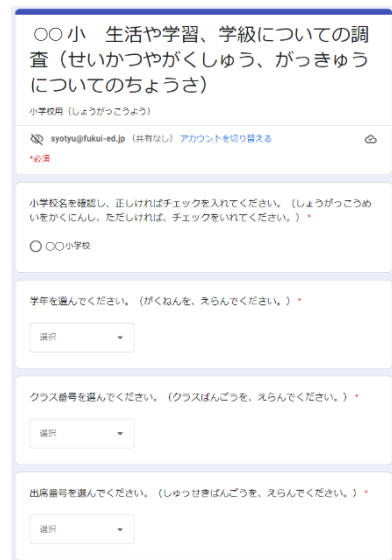 ○○小　生活や学習、学級についての調
査（せいかつやがくしゅう、がっきゅう
についてのちょうさ）
小学校用（しょうがっこうよう）
syotyu@fukui-ed.jp （共有なし） アカウントを切り替える
*必須
小学校名を確認し、正しければチェックを入れてください。（しょうがっこうめ
いをかくにんし、ただしければ、チェックをいれてください。） *
○○小学校
学年を選んでください。（がくねんを、えらんでください。） *
選択
クラス番号を選んでください。（クラスばんごうを、えらんでください。） *
選択
出席番号を選んでください。（しゅっせきばんごうを、えらんでください。） *
選択